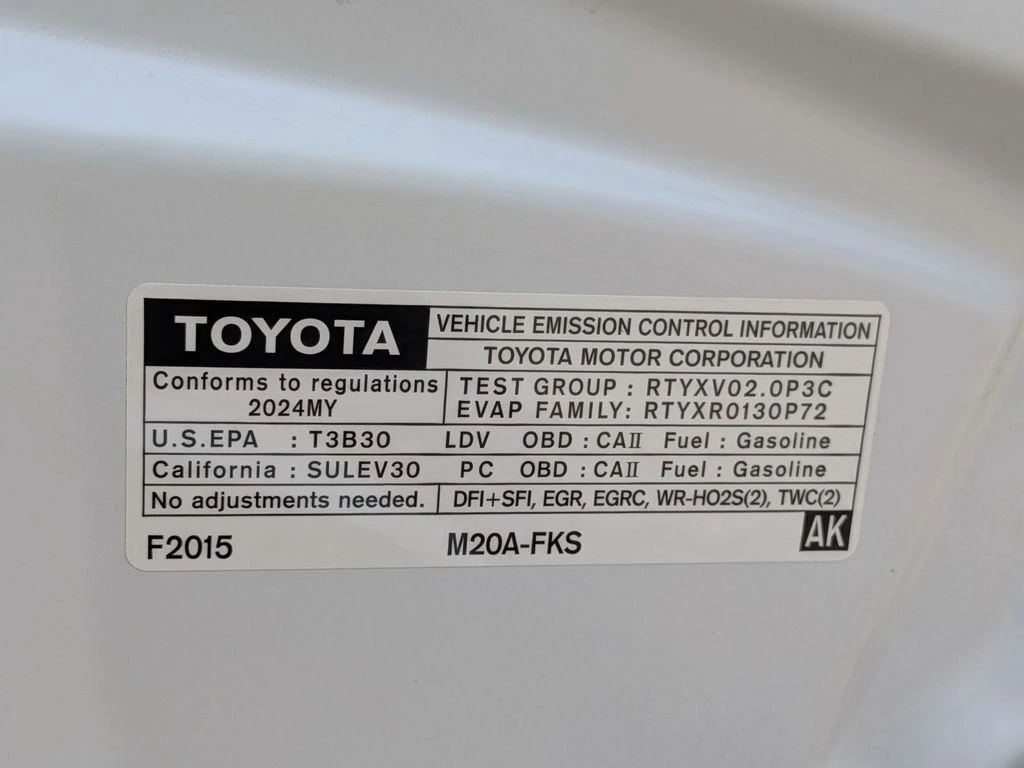 TOYOTA
VEHICLE EMISSION CONTROL INFORMATION
TOYOTA MOTOR CORPORATION
Conforms to regulations
2024MY
TEST GROUP : RTYXV02.0P3C
EVAP FAMILY: RTYXR0130P72
U.S.EPA : T3B30 LDV OBD : CAII Fuel : Gasoline
California : SULEV30 PC OBD : CAII Fuel : Gasoline
No adjustments needed. DFI+SFI, EGR, EGRC, WR-HO2S(2), TWC(2)
F2015 M20A-FKS AK